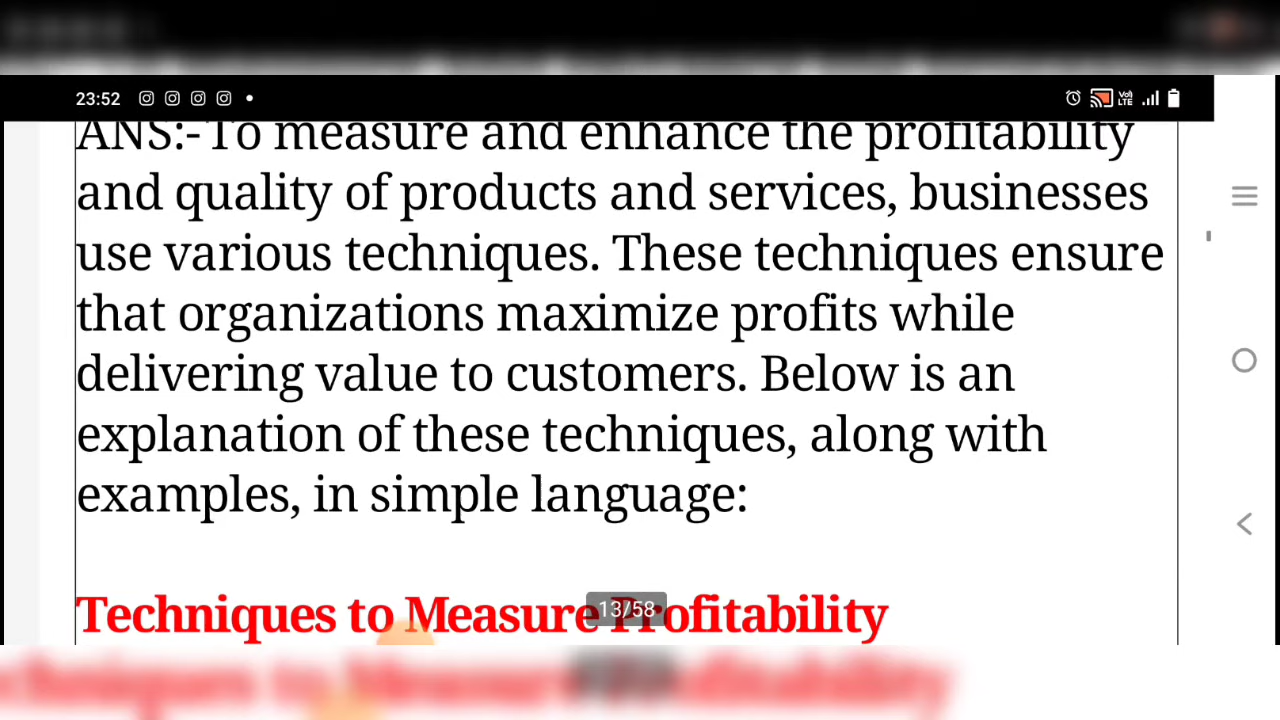 23:52
Vo)
LTE
ANS:-To measure and enhance the profitability
and quality of products and services, businesses
use various techniques. These techniques ensure
that organizations maximize profits while
delivering value to customers. Below is an
explanation of these techniques, along with
examples, in simple language:
Techniques to Measure Profitability
13/58